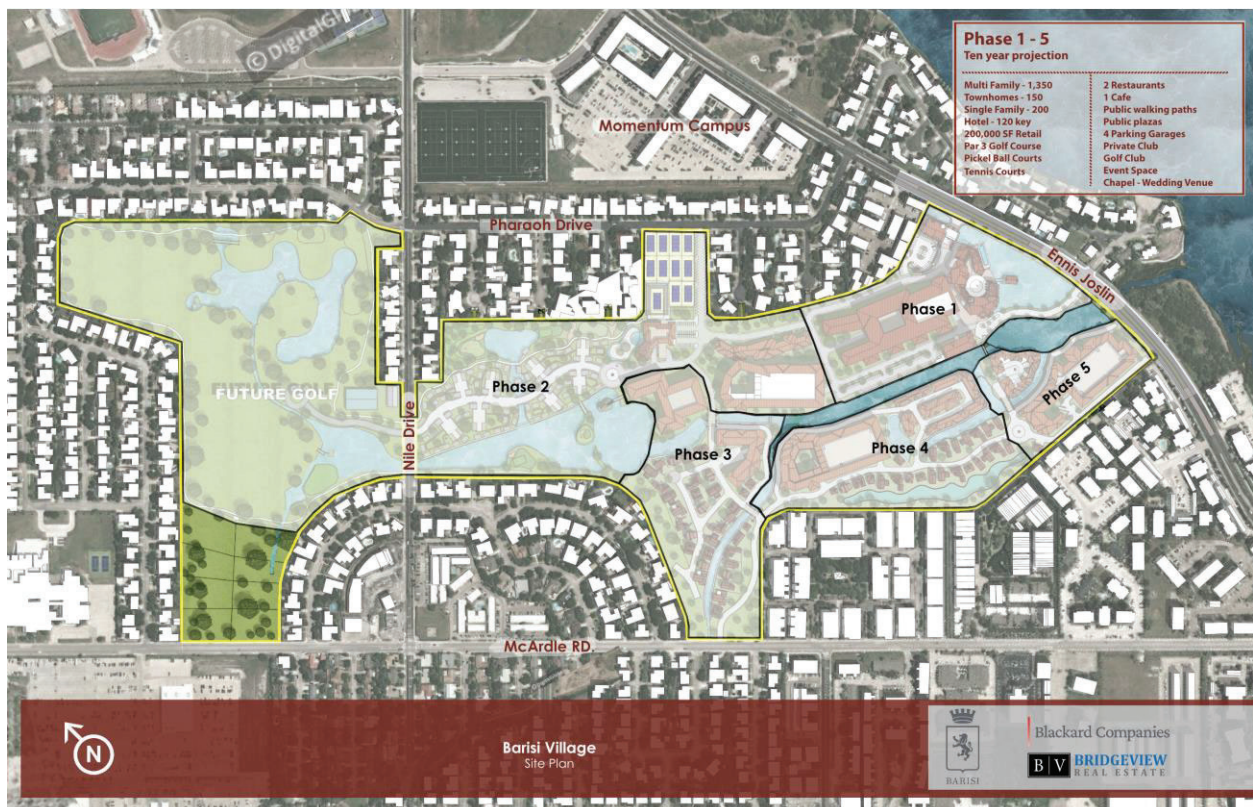 © DigitalGl
Phase 1 - 5
Ten year projection
Multi Family - 1,350
Townhomes - 150
Single Family - 200
Hotel - 120 key
200,000 SF Retail
Par 3 Golf Course
Pickel Ball Courts
Tennis Courts
2 Restaurants
1 Cafe
Public walking paths
Public plazas
4 Parking Garages
Private Club
Golf Club
Event Space
Chapel - Wedding Venue
Momentum Campus
Pharaoh Drive
Ennis Joslin
Phase 1
Phase 2
Phase 5
FUTURE GOLF
Nile Drive
Phase 4
Phase 3
McArdle RD.
N
Barisi Village
Site Plan
BARISI
Blackard Companies
BV BRIDGEVIEW
REAL ESTATE